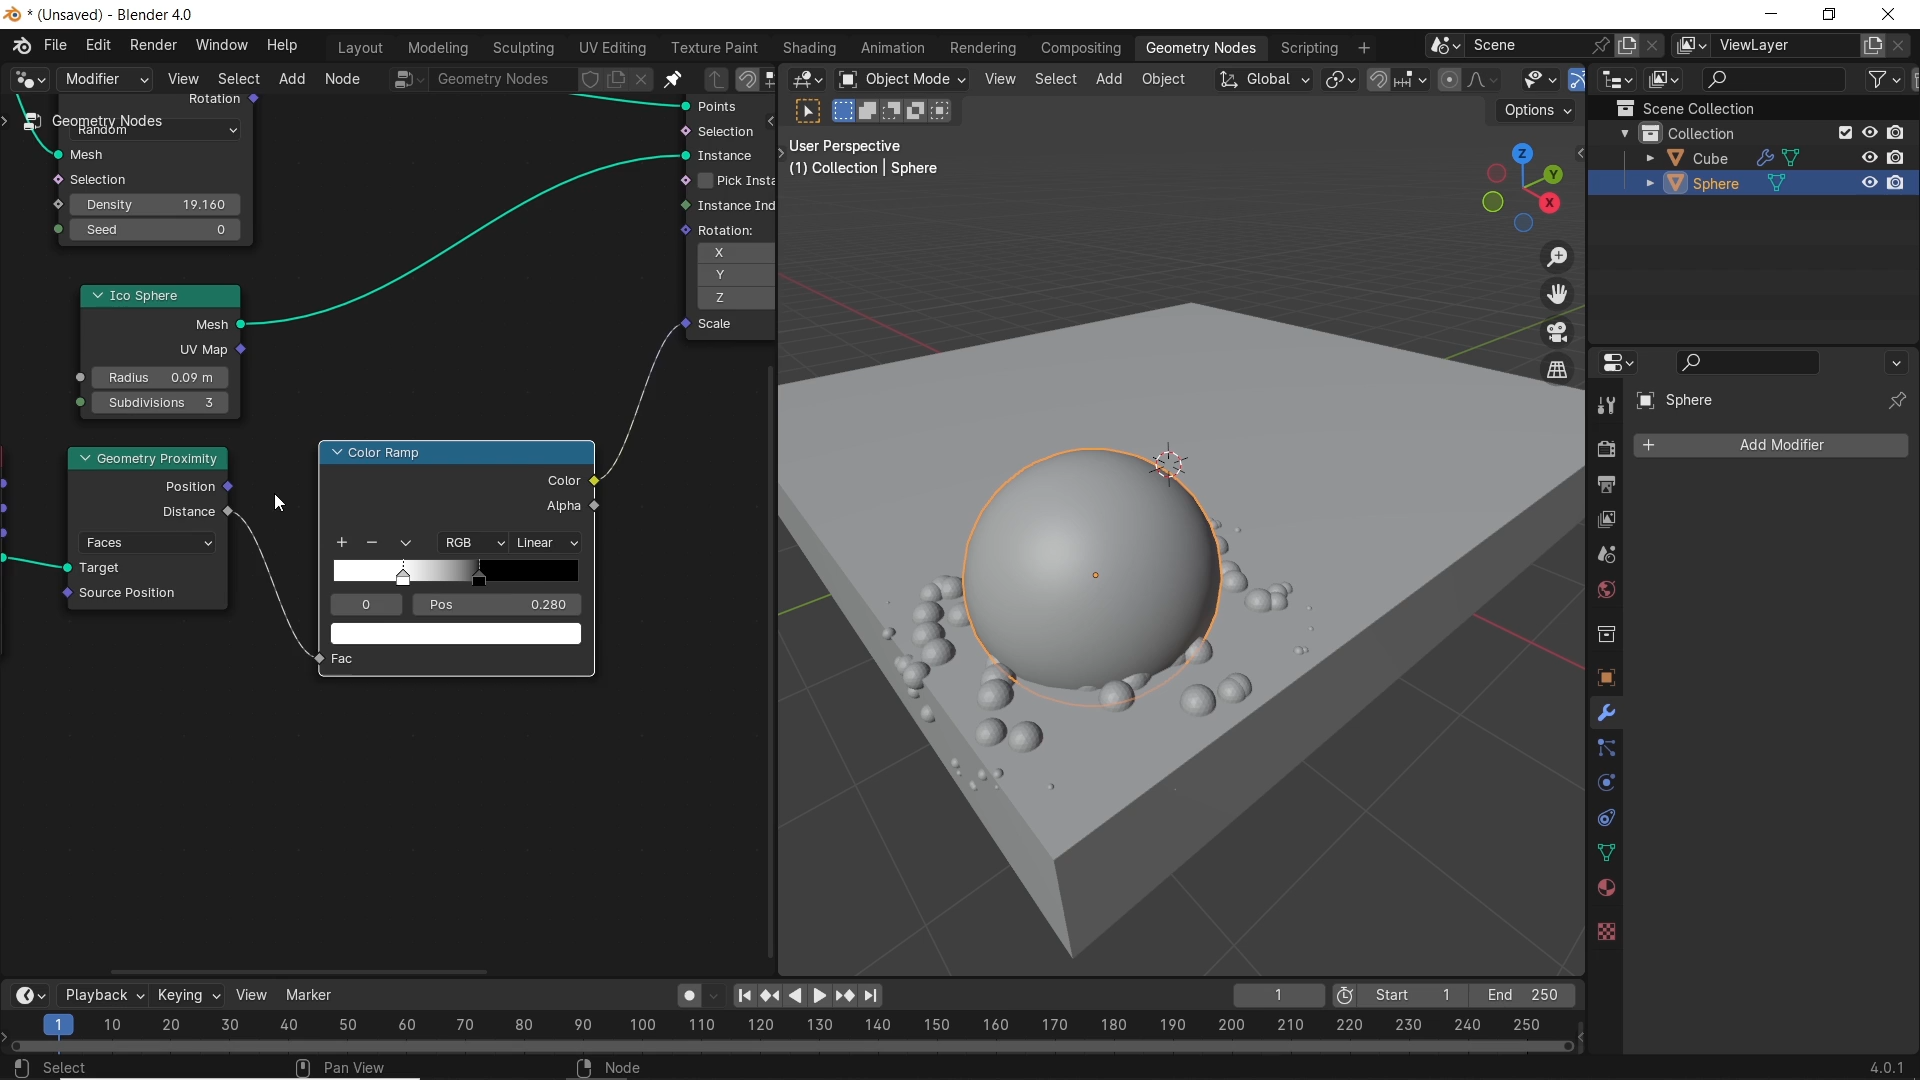 * (Unsaved) - Blender 4.0
File Edit Render Window Help
Layout Modeling Sculpting UV Editing Texture Paint Shading Animation Rendering Compositing Geometry Nodes Scripting
Scene
ViewLayer
Modifier View Select Add Node
Geometry Nodes
Object Mode View Select Add Object Global
Options
Geometry Nodes
Rotation
Random
Mesh
Selection
Density 19.160
Seed 0
Ico Sphere
Mesh
UV Map
Radius 0.09 m
Subdivisions 3
Geometry Proximity
Position
Distance
Faces
Target
Source Position
Color Ramp
Color
Alpha
RGB Linear
0 Pos 0.280
Fac
Points
Selection
Instance
Pick Insta
Instance Ind
Rotation:
X
Y
Z
Scale
User Perspective
(1) Collection | Sphere
Z
Y
X
Scene Collection
Collection
Cube
Sphere
Sphere
Add Modifier
Playback Keying View Marker
1
Start 1 End 250
1 10 20 30 40 50 60 70 80 90 100 110 120 130 140 150 160 170 180 190 200 210 220 230 240 250
Select Pan View Node
4.0.1